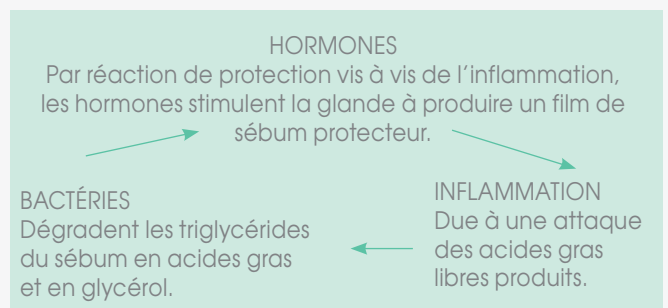 HORMONES
Par réaction de protection vis à vis de l'inflammation,
les hormones stimulent la glande à produire un film de
sébum protecteur.
BACTÉRIES
Dégradent les triglycérides
du sébum en acides gras
et en glycérol.
INFLAMMATION
Due à une attaque
des acides gras
libres produits.